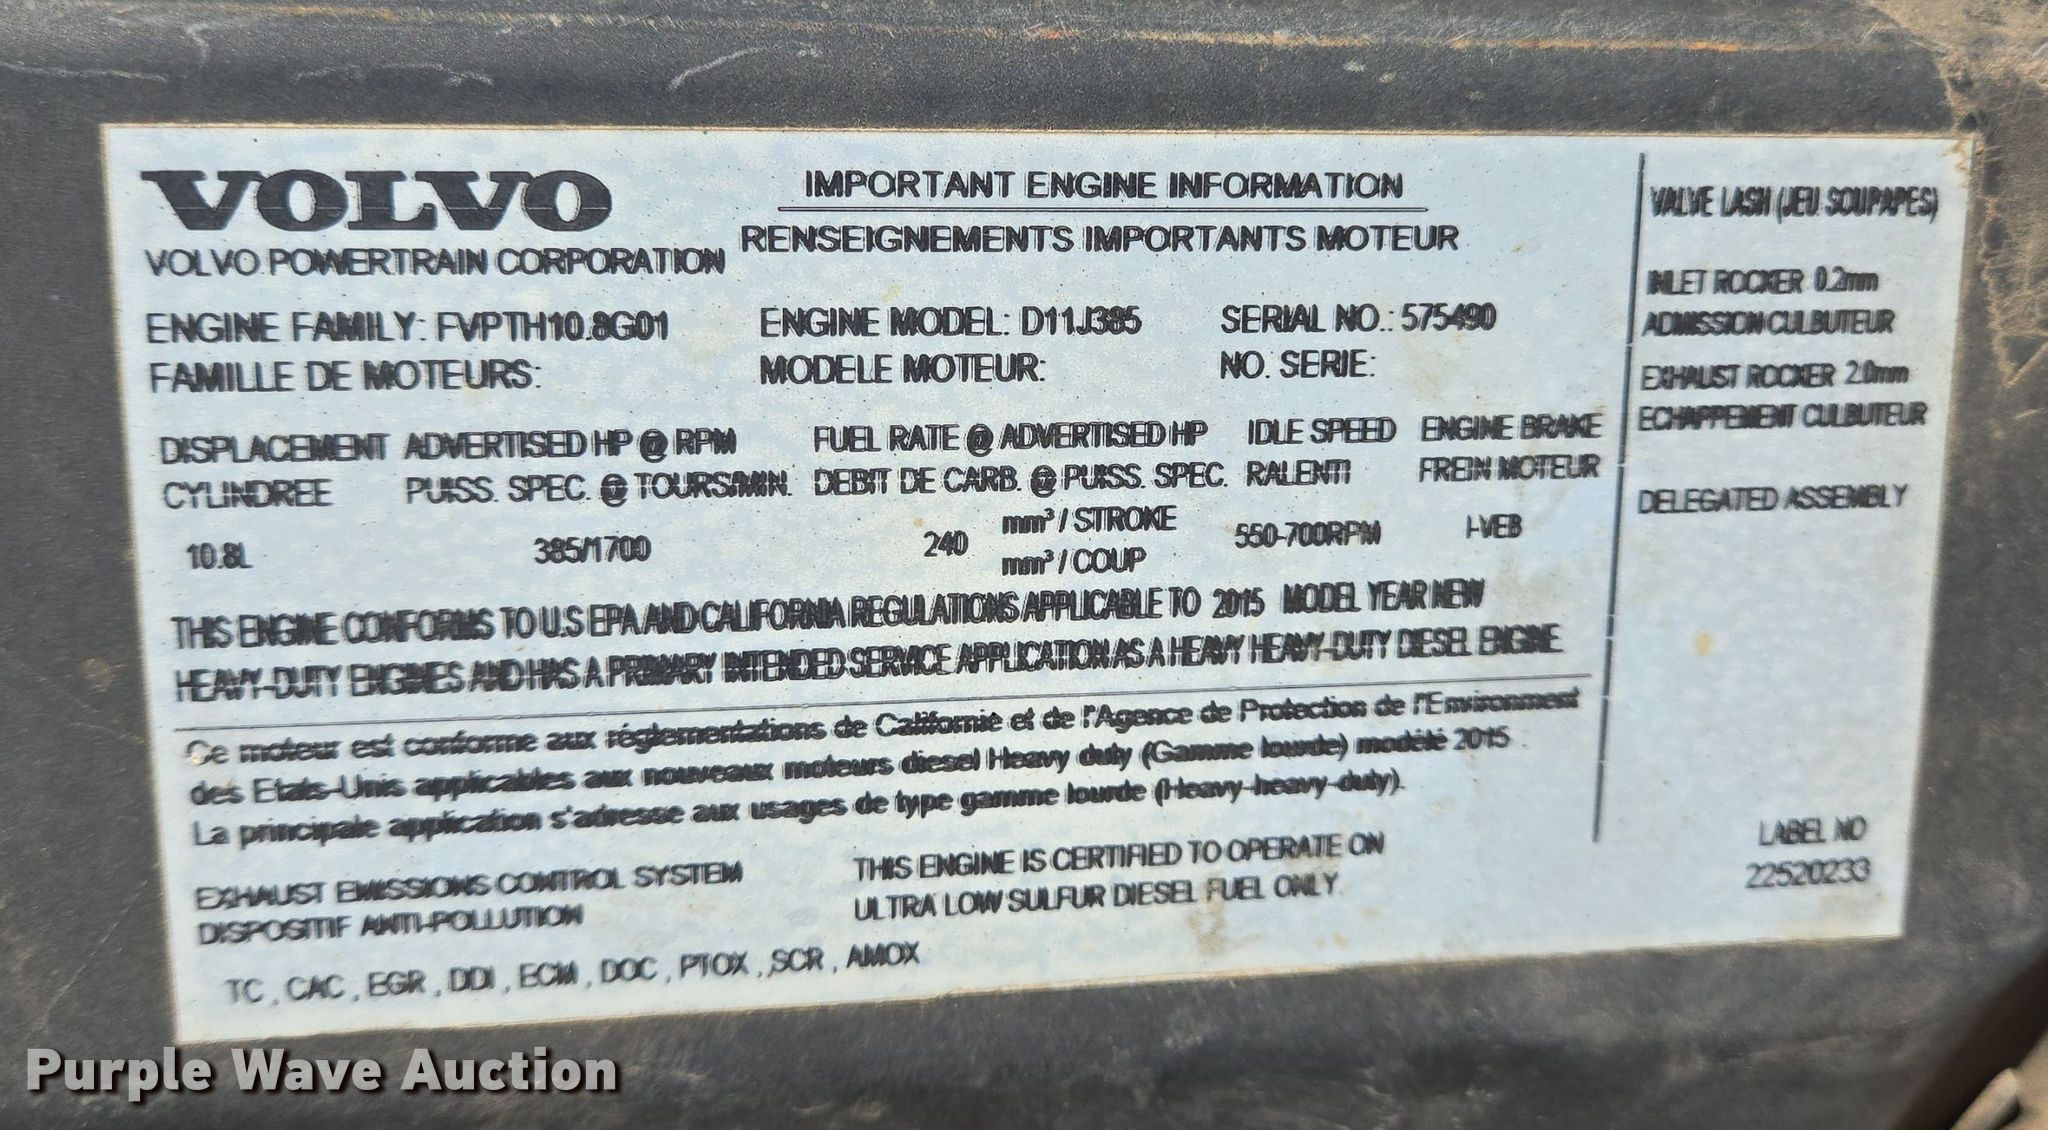 VOLVO
VOLVO POWERTRAIN CORPORATION
IMPORTANT ENGINE INFORMATION
RENSEIGNEMENTS IMPORTANTS MOTEUR
ENGINE FAMILY: FVPTH10.8G01 ENGINE MODEL: D11J385 SERIAL NO.: 575490
FAMILLE DE MOTEURS: MODELE MOTEUR: NO. SERIE:
DISPLACEMENT ADVERTISED HP @ RPM FUEL RATE @ ADVERTISED HP IDLE SPEED ENGINE BRAKE
CYLINDREE PUISS. SPEC. @ TOURS/MIN. DEBIT DE CARB. @ PUISS. SPEC. RALENTI FREIN MOTEUR
10.8L 385/1700 240 mm³ / STROKE 550-700RPM I-VEB
mm³ / COUP
THIS ENGINE CONFORMS TO U.S EPA AND CALIFORNIA REGULATIONS APPLICABLE TO 2015 MODEL YEAR NEW
HEAVY-DUTY ENGINES AND HAS A PRIMARY INTENDED SERVICE APPLICATION AS A HEAVY HEAVY-DUTY DIESEL ENGINE
Ce moteur est conforme aux réglementations de Californie et de l'Agence de Protection de l'Environment
des Etats-Unis applicables aux nouveaux moteurs diesel Heavy duty (Gamme lourde) modélé 2015 .
La principale application s'adresse aux usages de type gamme lourde (Heavy-heavy-duty).
EXHAUST EMISSIONS CONTROL SYSTEM
DISPOSITIF ANTI-POLLUTION
THIS ENGINE IS CERTIFIED TO OPERATE ON
ULTRA LOW SULFUR DIESEL FUEL ONLY.
TC , CAC , EGR , DDI , ECM , DOC , PTOX , SCR , AMOX
VALVE LASH (JEU SOUPAPES)
INLET ROCKER 0.2mm
ADMISSION CULBUTEUR
EXHAUST ROCKER 2.0mm
ECHAPPEMENT CULBUTEUR
DELEGATED ASSEMBLY
LABEL NO
22520233
Purple Wave Auction